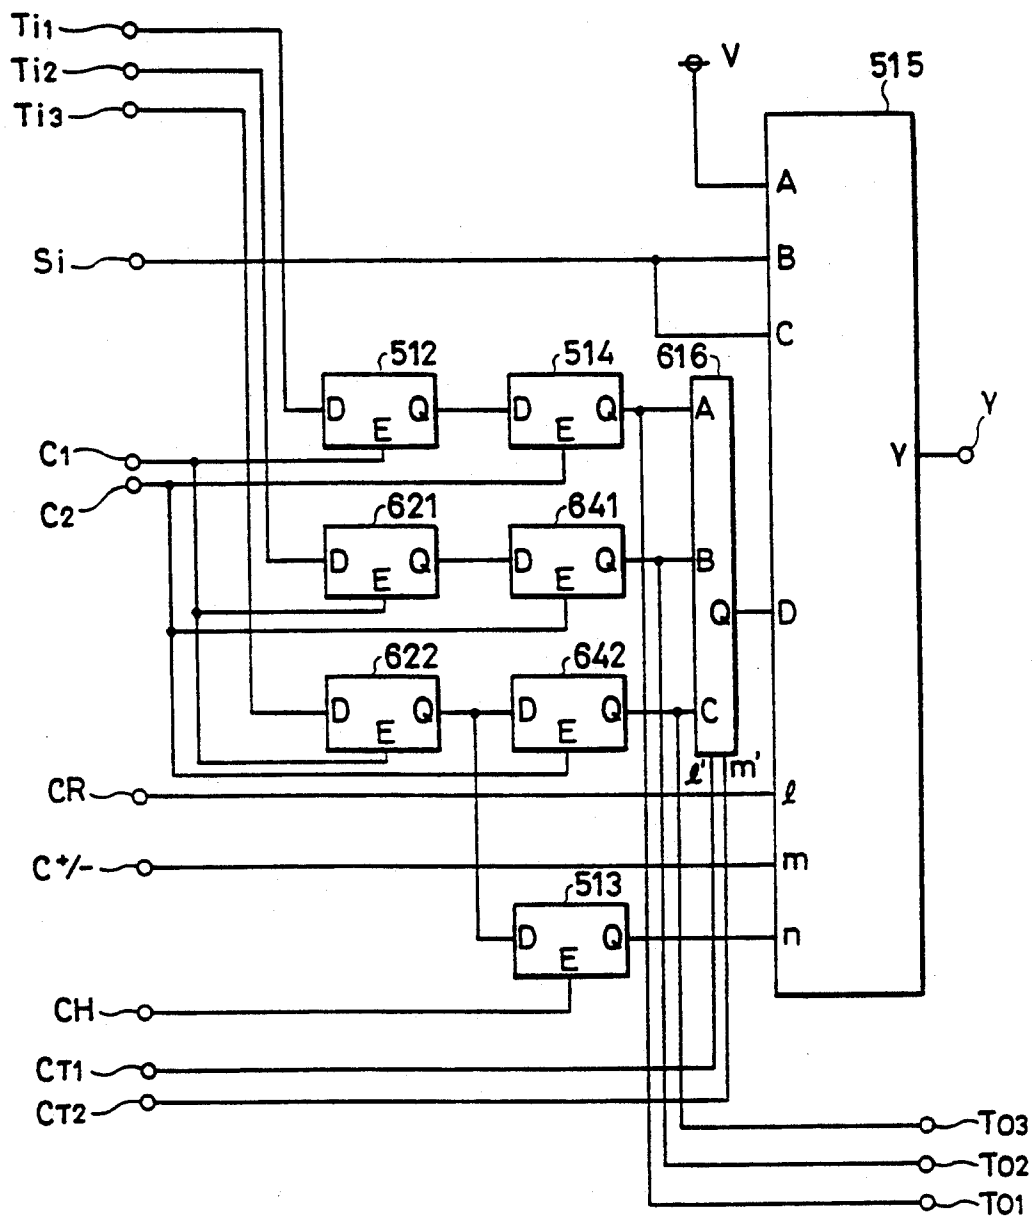 Ti1
V
515
Ti2
Ti3
A
Si
B
C
512
514
616
D Q
D Q
A
Y
E
E
C1
Y
C2
621
641
D Q
D Q
B
E
E
Q
D
622
642
D Q
D Q
C
E
E
l'
m'
CR
l
C+/-
m
513
D Q
n
E
CH
CT1
CT2
TO3
TO2
TO1